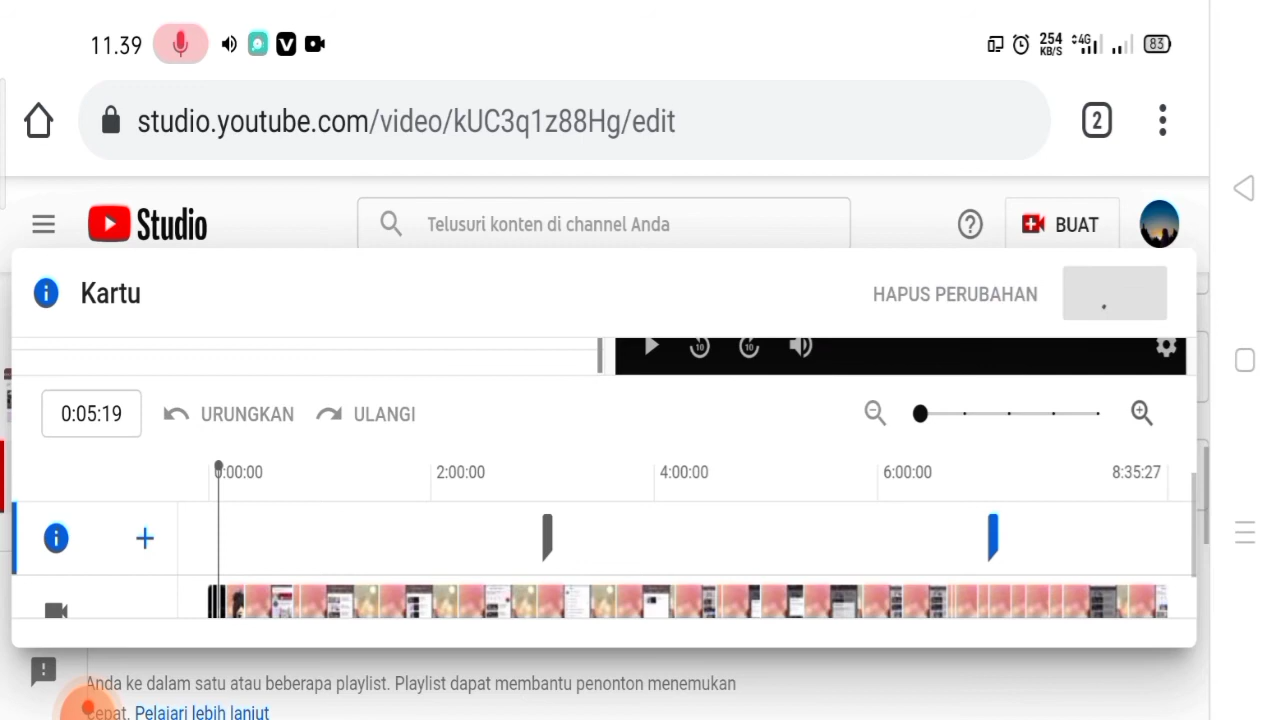 11.39
254 KB/S 4G 83
studio.youtube.com/video/kUC3q1z88Hg/edit
2
Studio
Telusuri konten di channel Anda
BUAT
Kartu
HAPUS PERUBAHAN
10 10
0:05:19
URUNGKAN
ULANGI
0:00:00 2:00:00 4:00:00 6:00:00 8:35:27
Anda ke dalam satu atau beberapa playlist. Playlist dapat membantu penonton menemukan
cepat. Pelajari lebih lanjut